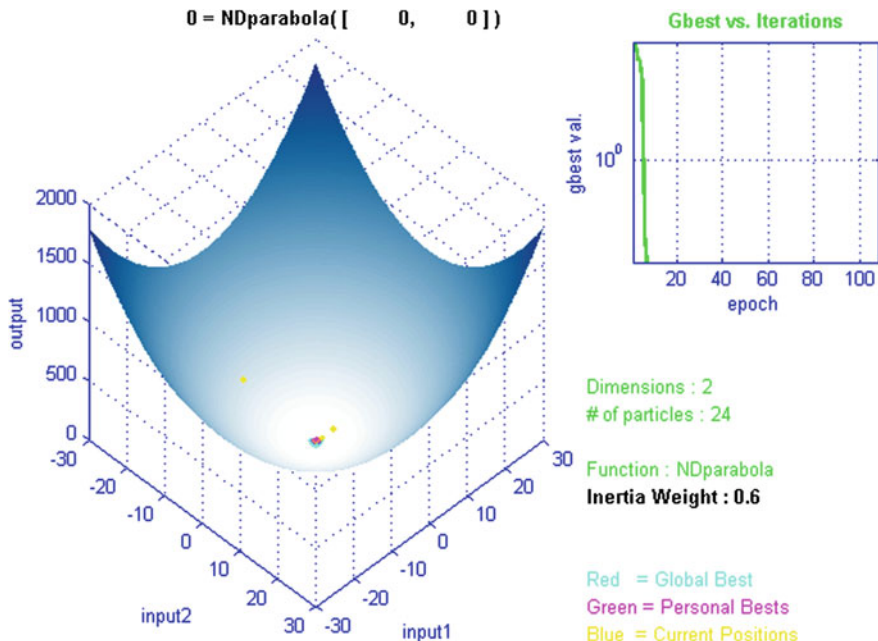 0 = NDparabola( [ 0, 0 ] )
Gbest vs. Iterations
2000
1500
1000
500
0
output
-30
-20
-10
0
10
20
30
input2
-30
-20
-10
0
10
20
30
input1
gbest val.
10^0
20 40 60 80 100
epoch
Dimensions : 2
# of particles : 24
Function : NDparabola
Inertia Weight : 0.6
Red = Global Best
Green = Personal Bests
Blue = Current Positions